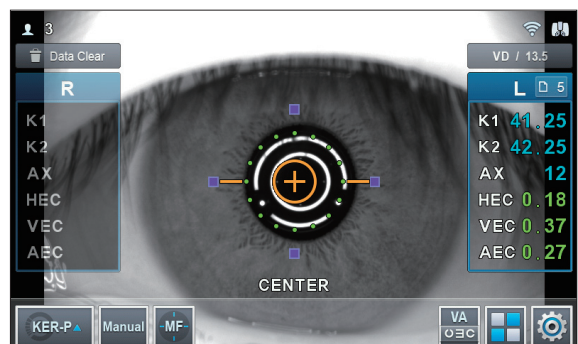 3
Data Clear
VD / 13.5
R
L 5
K1
K2
AX
HEC
VEC
AEC
K1 41.25
K2 42.25
AX 12
HEC 0.18
VEC 0.37
AEC 0.27
CENTER
KER-P
Manual
MF
VA